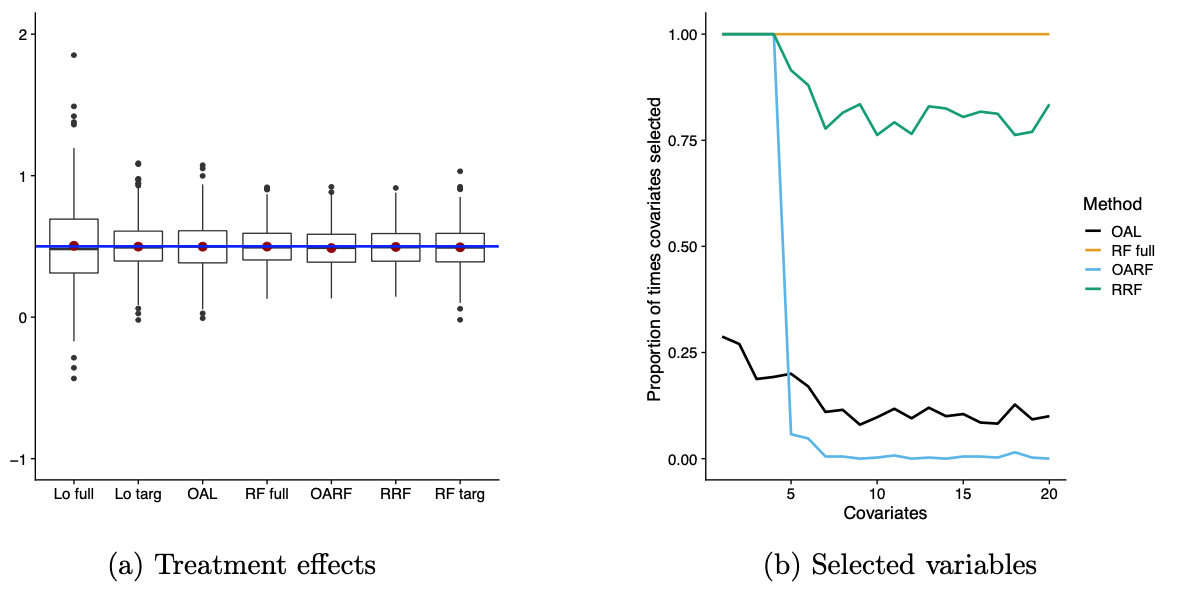 2
1
0
−1
Lo full Lo targ OAL RF full OARF RRF RF targ
(a) Treatment effects
Proportion of times covariates selected
1.00
0.75
0.50
0.25
0.00
5 10 15 20
Covariates
Method
OAL
RF full
OARF
RRF
(b) Selected variables